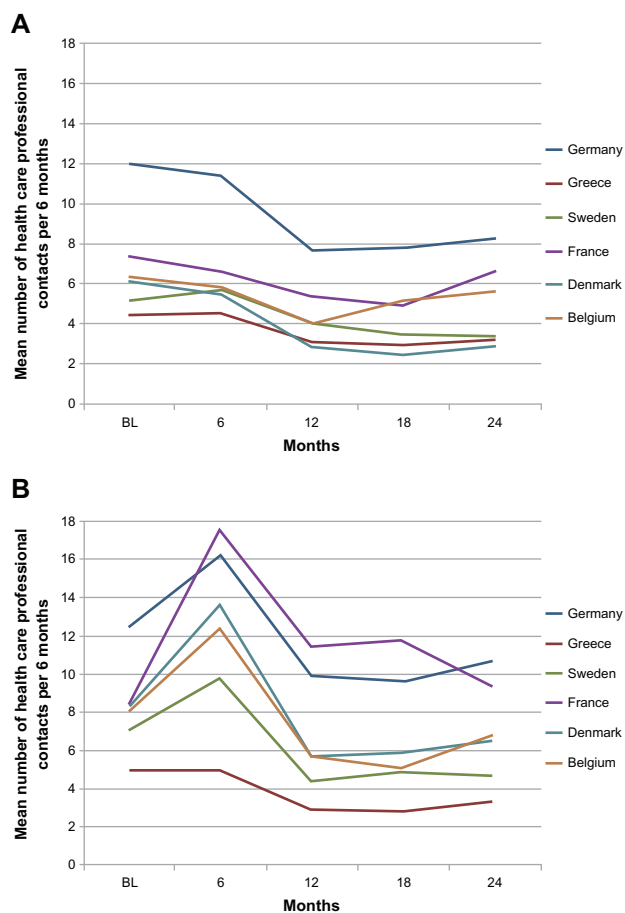 A
18
16
14
12
10
8
6
4
2
0
Mean number of health care professional
contacts per 6 months
BL 6 12 18 24
Months
Germany
Greece
Sweden
France
Denmark
Belgium
B
18
16
14
12
10
8
6
4
2
0
Mean number of health care professional
contacts per 6 months
BL 6 12 18 24
Months
Germany
Greece
Sweden
France
Denmark
Belgium